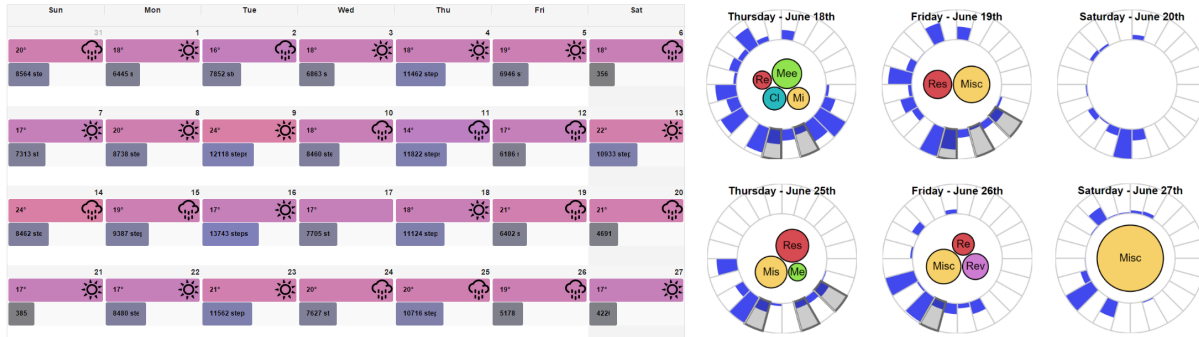 Sun Mon Tue Wed Thu Fri Sat
31 1 2 3 4 5 6
20° 18° 16° 18° 18° 19° 18°
8564 ste 6445 s 7852 sb 6863 s 11462 step 6946 s 356
7 8 9 10 11 12 13
17° 20° 24° 18° 14° 17° 22°
7313 st 8738 ste 12118 steps 8460 ste 11822 steps 6186 10933 step
14 15 16 17 18 19 20
24° 19° 17° 17° 18° 21° 21°
8462 ste 9387 step 13743 steps 7705 st 11124 step 6402 s 4691
21 22 23 24 25 26 27
17° 17° 21° 20° 20° 19° 17°
385 8480 ste 11562 step 7627 st 10716 step 5178 422
Thursday - June 18th
Re Mee
Cl Mi
Friday - June 19th
Res Misc
Saturday - June 20th
Thursday - June 25th
Res
Mis Me
Friday - June 26th
Re
Misc Rev
Saturday - June 27th
Misc